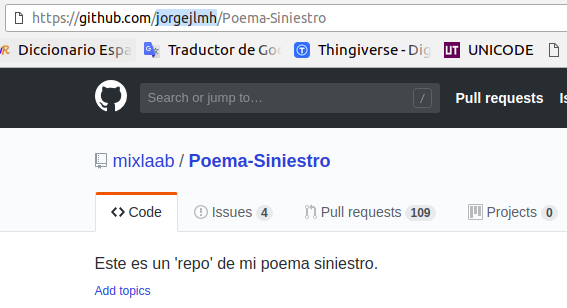 https://github.com/jorgejlmh/Poema-Siniestro
Diccionario Espa Traductor de Goo Thingiverse - Dig UT UNICODE
Search or jump to… / Pull requests
mixlaab / Poema-Siniestro
Code Issues 4 Pull requests 109 Projects 0
Este es un 'repo' de mi poema siniestro.
Add topics